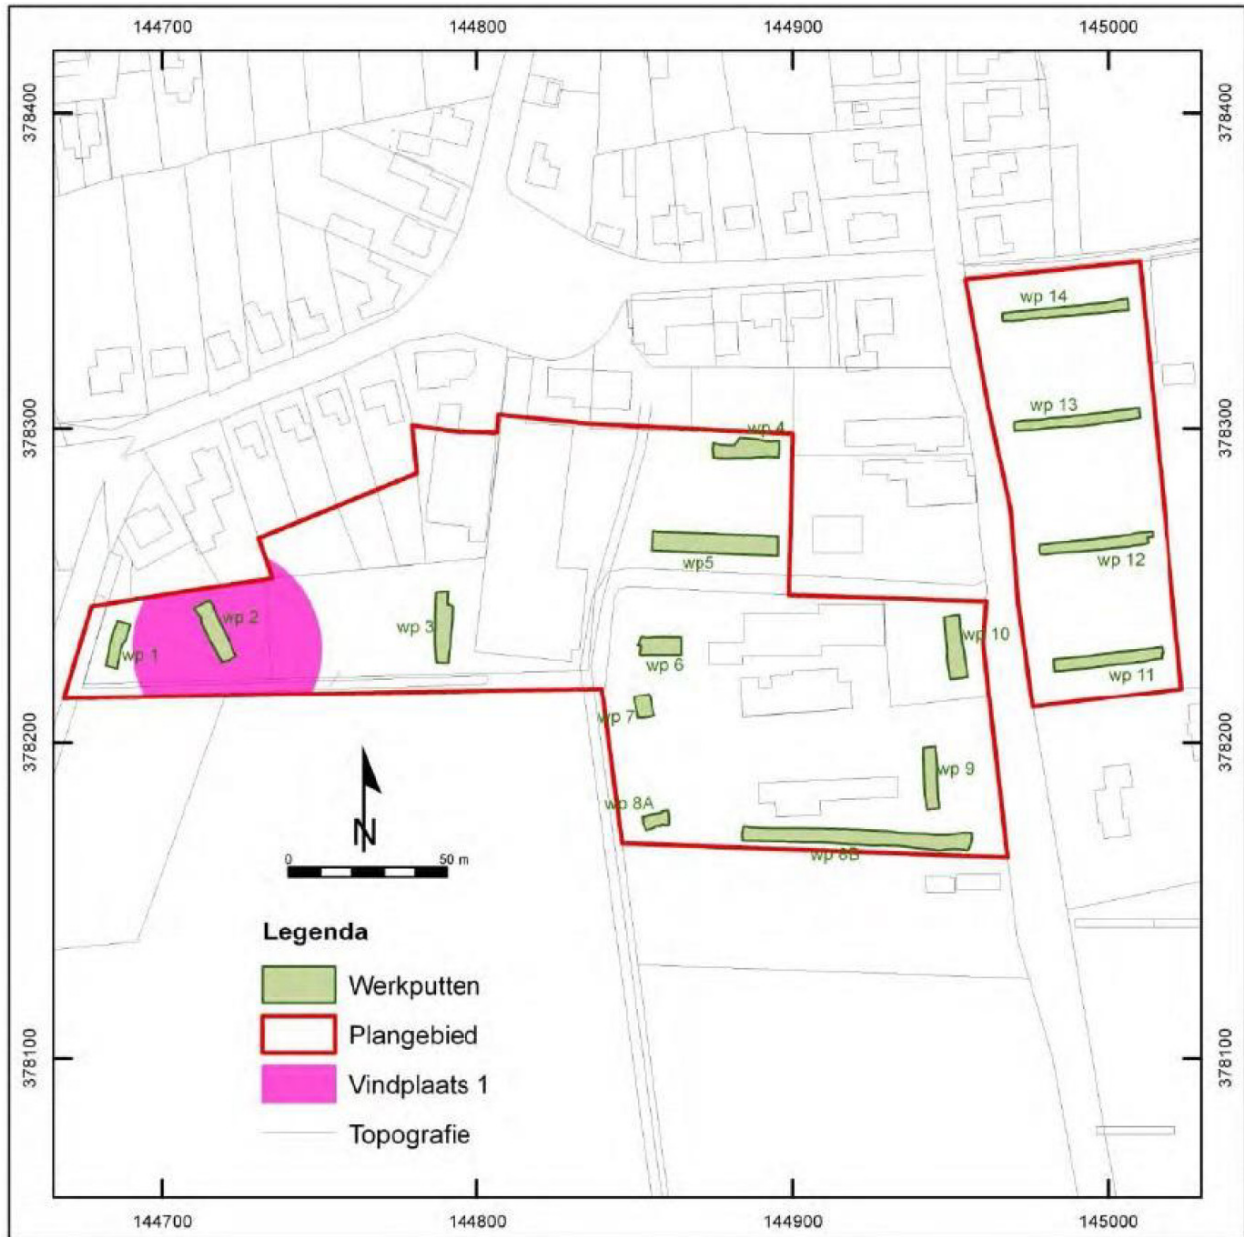 144700 144800 144900 145000
378400 378400
wp 14
wp 13
378300 378300
wp 4
wp 12
wp5
wp 2
wp 3
wp 10
wp 1
wp 6
wp 11
wp 7
378200 378200
wp 9
wp 8A
wp 8B
N
0 50 m
Legenda
Werkputten
Plangebied
378100 378100
Vindplaats 1
Topografie
144700 144800 144900 145000